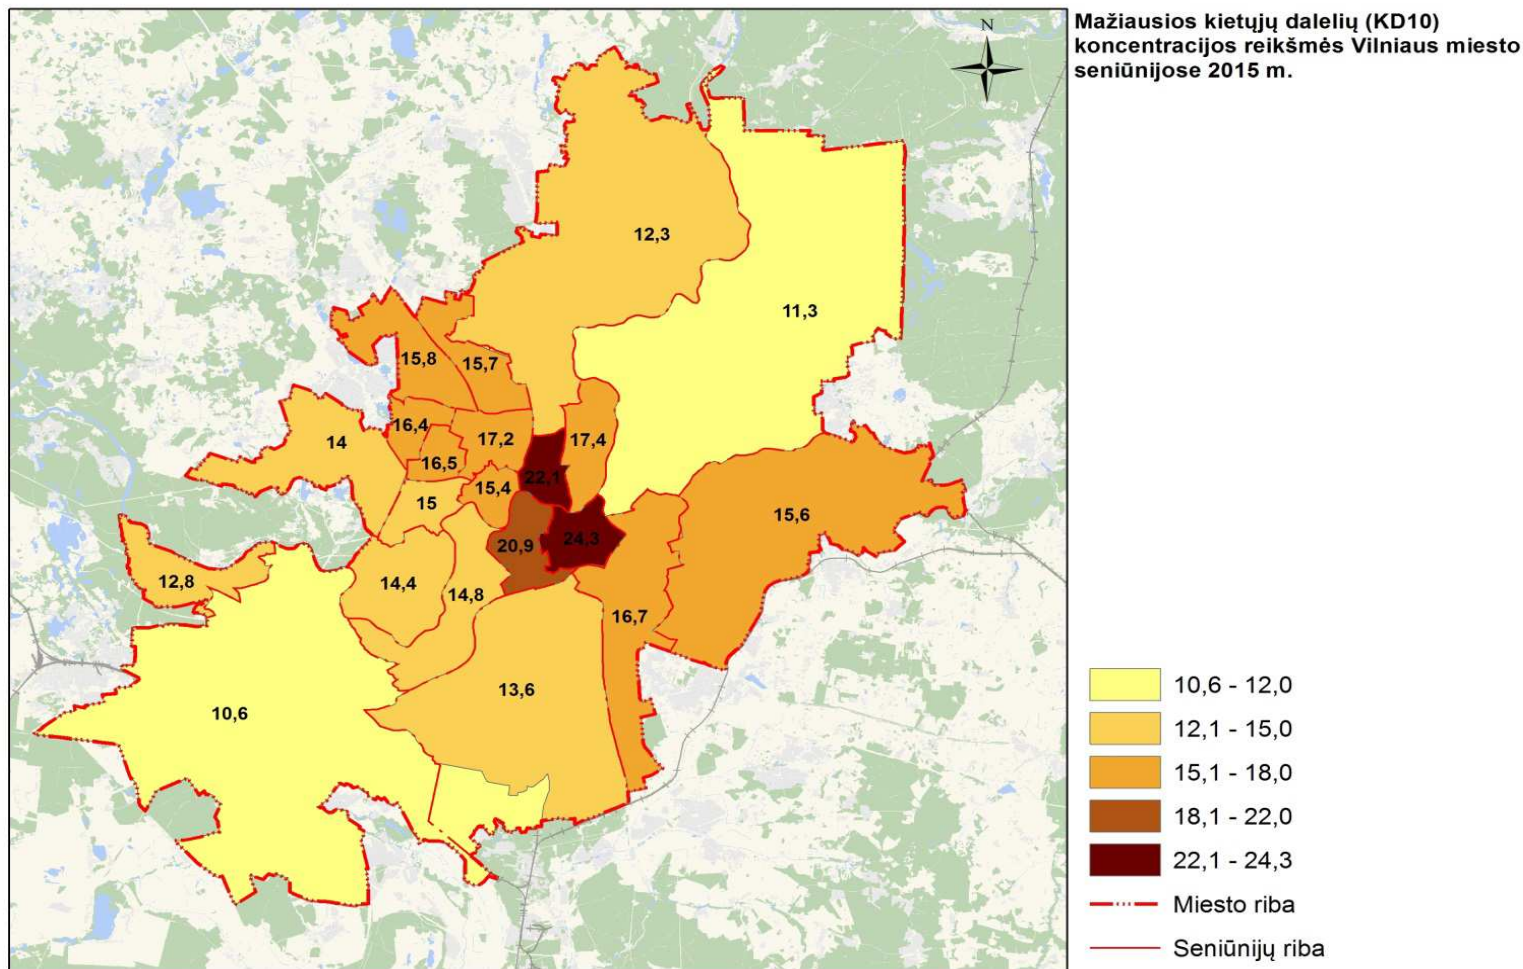 Mažiausios kietųjų dalelių (KD10)
koncentracijos reikšmės Vilniaus miesto
seniūnijose 2015 m.
N
12,3
11,3
15,8
15,7
16,4
17,2
17,4
14
16,5
22,1
15,4
15
15,6
20,9
24,3
12,8
14,4
14,8
16,7
13,6
10,6
10,6 - 12,0
12,1 - 15,0
15,1 - 18,0
18,1 - 22,0
22,1 - 24,3
Miesto riba
Seniūnijų riba